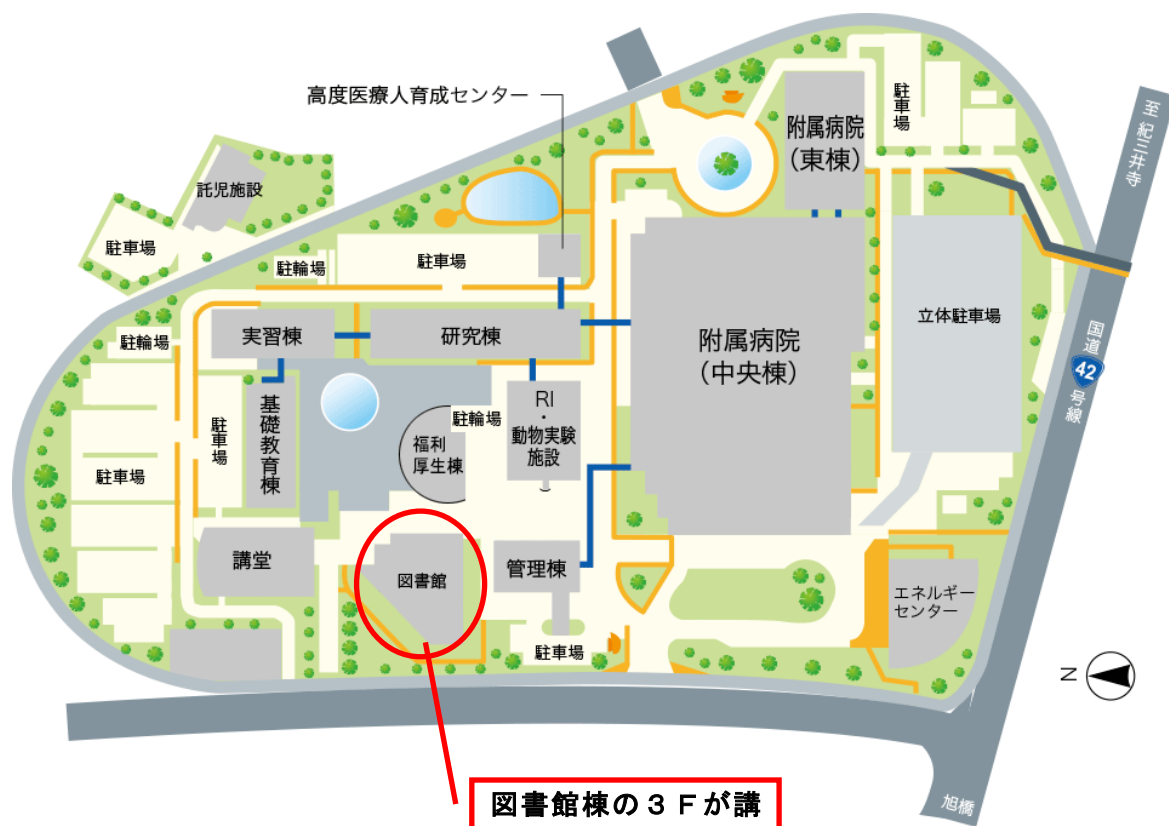 高度医療人育成センター
駐車場
附属病院
（東棟）
至 紀三井寺
託児施設
駐車場
駐輪場
駐車場
立体駐車場
国道
42
号線
実習棟
研究棟
附属病院
（中央棟）
駐輪場
基礎教育棟
駐車場
駐輪場
福利
厚生棟
RI
・
動物実験
施設
駐車場
講堂
図書館
管理棟
エネルギー
センター
駐車場
N
図書館棟の３Ｆが講
旭橋